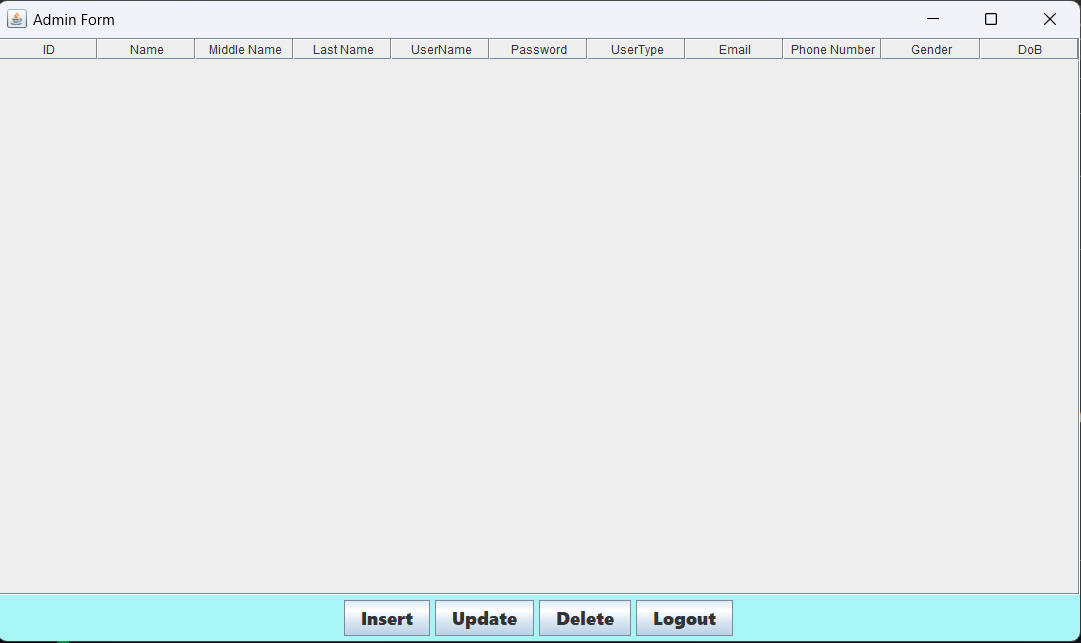 Admin Form
ID Name Middle Name Last Name UserName Password UserType Email Phone Number Gender DoB
Insert Update Delete Logout